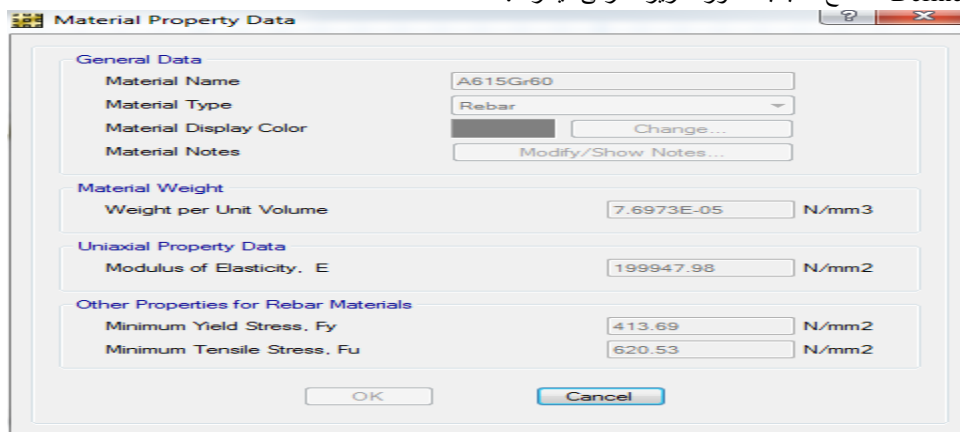 Material Property Data
General Data
Material Name A615Gr60
Material Type Rebar
Material Display Color Change...
Material Notes Modify/Show Notes...
Material Weight
Weight per Unit Volume 7.6973E-05 N/mm3
Uniaxial Property Data
Modulus of Elasticity, E 199947.98 N/mm2
Other Properties for Rebar Materials
Minimum Yield Stress, Fy 413.69 N/mm2
Minimum Tensile Stress, Fu 620.53 N/mm2
OK Cancel